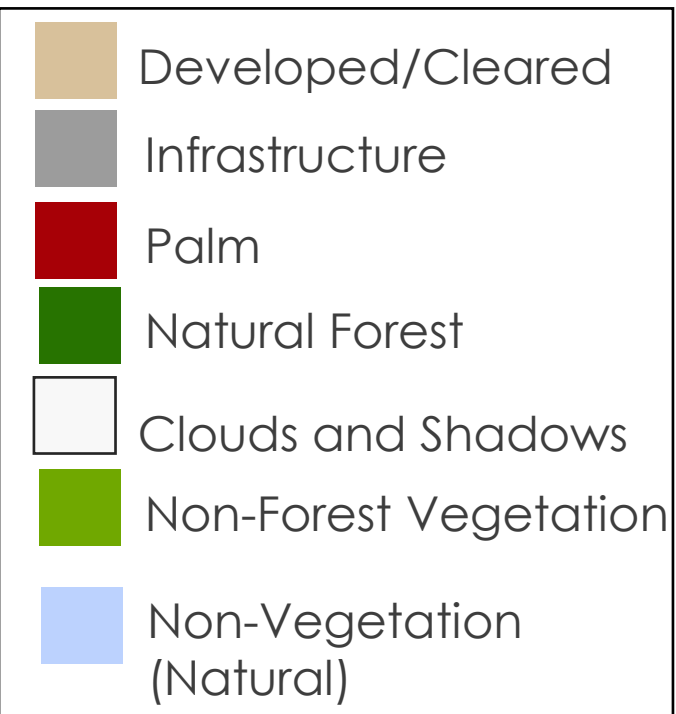 Developed/Cleared
Infrastructure
Palm
Natural Forest
Clouds and Shadows
Non-Forest Vegetation
Non-Vegetation
(Natural)